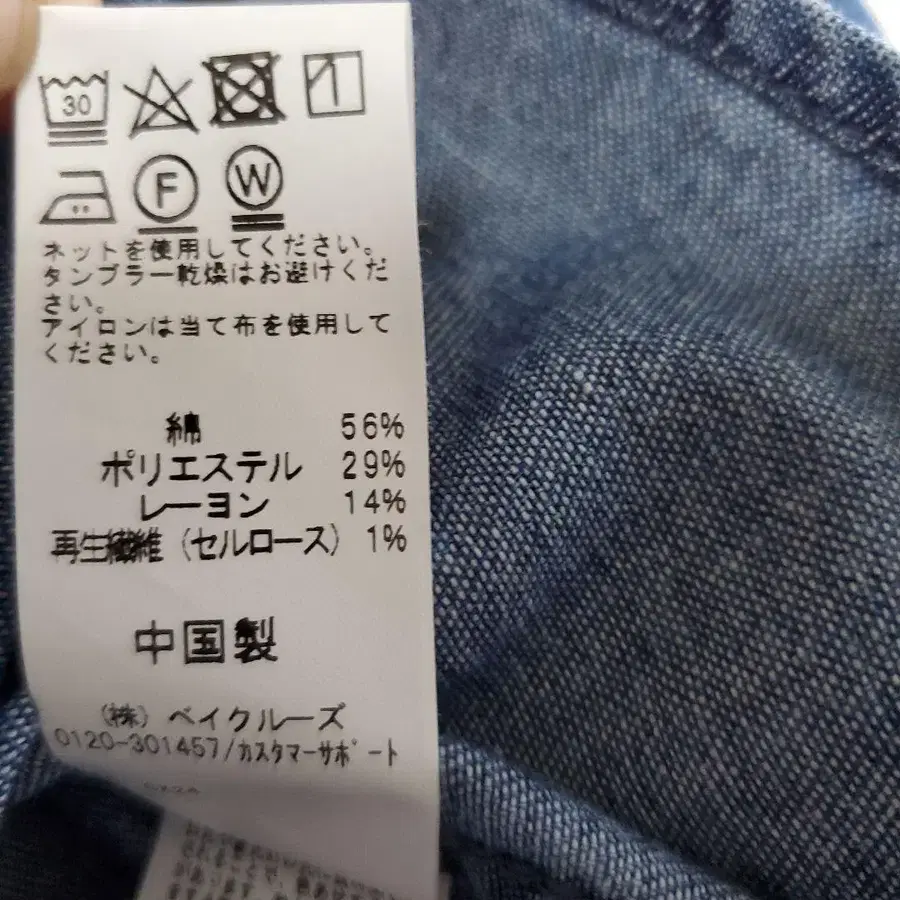 30
F W
ネットを使用してください。
タンブラー乾燥はお避けくだ
さい。
アイロンは当て布を使用して
ください。
綿 56%
ポリエステル 29%
レーヨン 14%
再生繊維(セルロース) 1%
中国製
(株) ベイクルーズ
0120-301457/カスタマーサポート